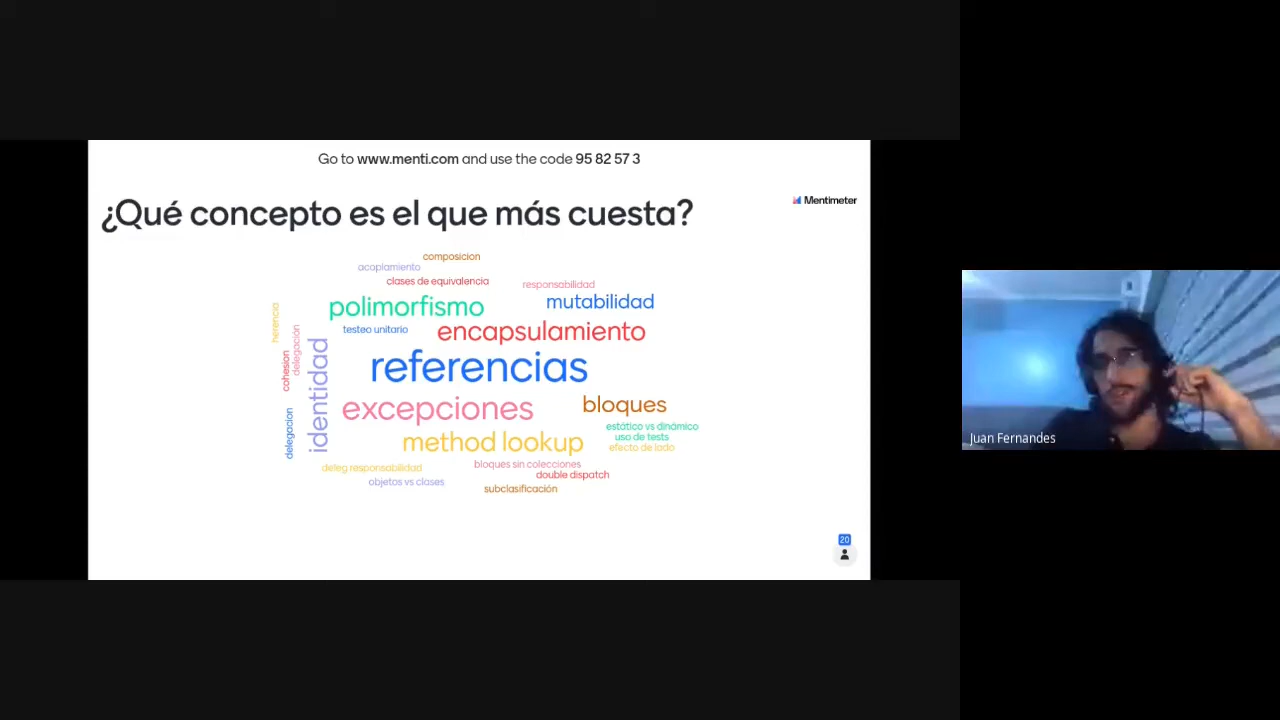 Go to www.menti.com and use the code 95 82 57 3
Mentimeter
¿Qué concepto es el que más cuesta?
composicion
acoplamiento
clases de equivalencia
responsabilidad
polimorfismo
mutabilidad
herencia
testeo unitario
encapsulamiento
delegación
cohesion
identidad
referencias
excepciones
bloques
delegacion
estático vs dinámico
uso de tests
method lookup
efecto de lado
deleg responsabilidad
bloques sin colecciones
double dispatch
objetos vs clases
subclasificación
20
Juan Fernandes